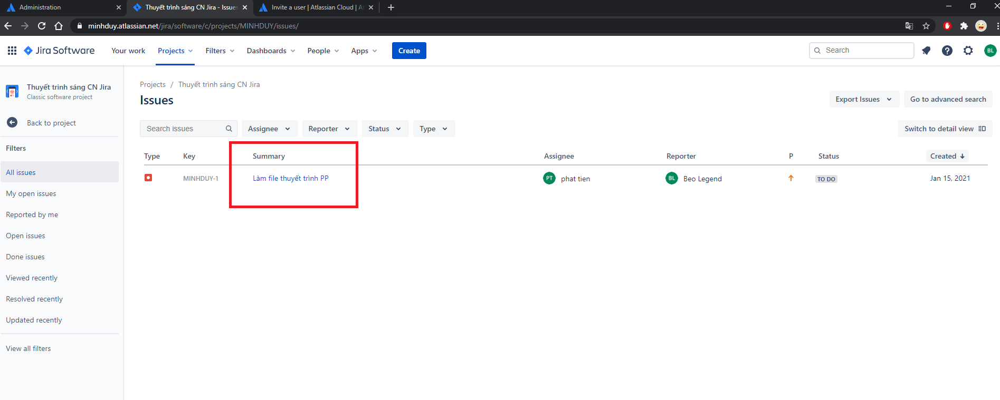 Administration
Thuyết trình sáng CN Jira - Issues
Invite a user | Atlassian Cloud | At
minhduy.atlassian.net/jira/software/c/projects/MINHDUY/issues/
Jira Software Your work Projects Filters Dashboards People Apps Create Search BL
Thuyết trình sáng CN Jira
Classic software project
Back to project
Filters
All issues
My open issues
Reported by me
Open issues
Done issues
Viewed recently
Resolved recently
Updated recently
View all filters
Projects / Thuyết trình sáng CN Jira
Issues
Export Issues Go to advanced search
Search issues Assignee Reporter Status Type Switch to detail view
Type Key Summary Assignee Reporter P Status Created
MINHDUY-1 Làm file thuyết trình PP PT phat tien BL Beo Legend TO DO Jan 15, 2021